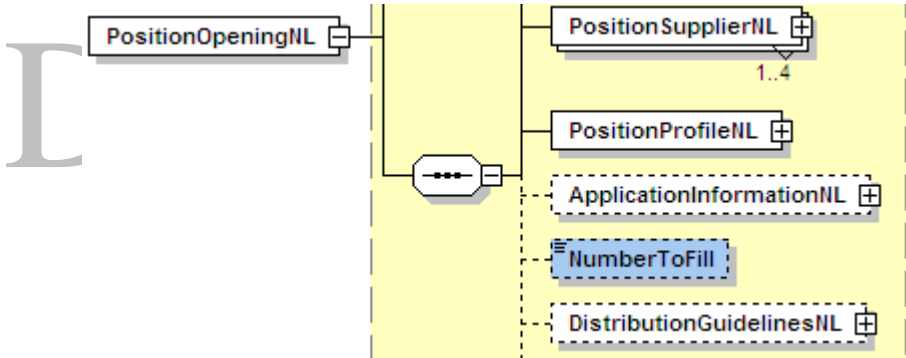 PositionOpeningNL
PositionSupplierNL
1..4
PositionProfileNL
ApplicationInformationNL
NumberToFill
DistributionGuidelinesNL